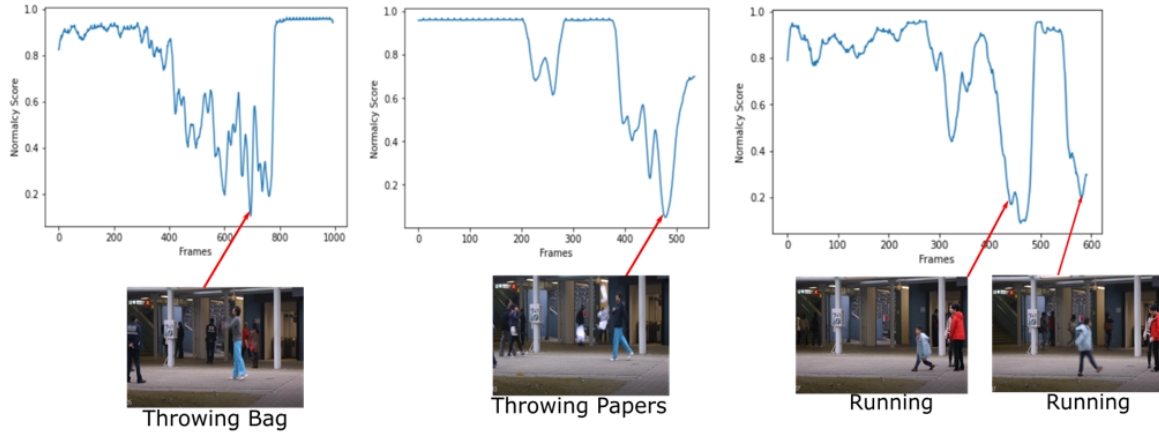 1.0
0.8
0.6
0.4
0.2
Normalcy Score
0 200 400 600 800 1000
Frames
Throwing Bag
1.0
0.8
0.6
0.4
0.2
Normalcy Score
0 100 200 300 400 500
Frames
Throwing Papers
1.0
0.8
0.6
0.4
0.2
Normalcy Score
0 100 200 300 400 500 600
Frames
Running
Running